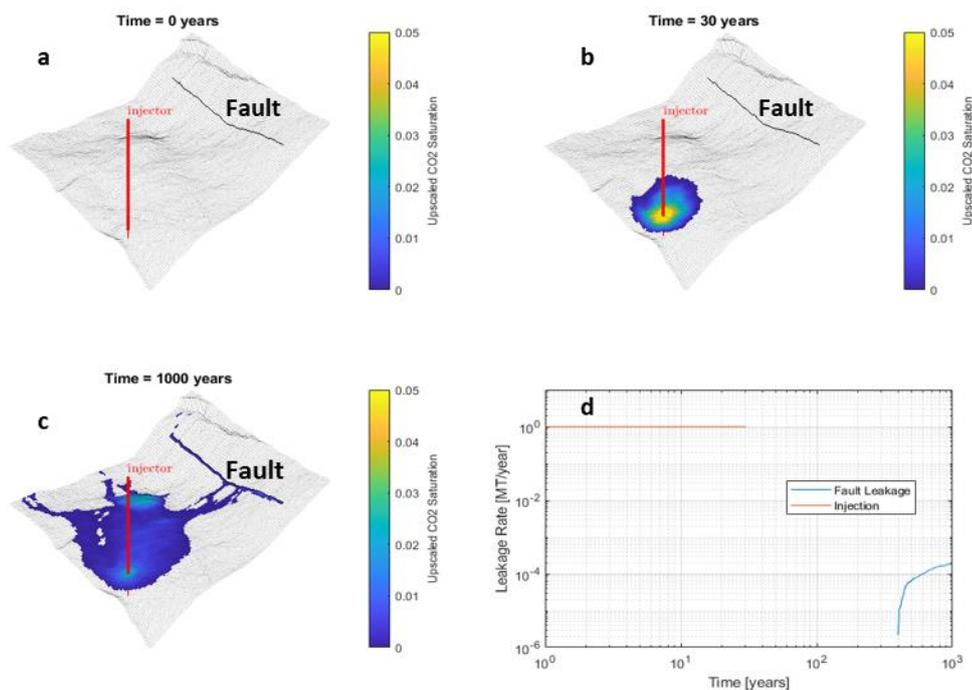 Time = 0 years
a
injector
Fault
0.05
0.04
0.03
0.02
0.01
0
Upscaled CO2 Saturation
Time = 30 years
b
injector
Fault
0.05
0.04
0.03
0.02
0.01
0
Upscaled CO2 Saturation
Time = 1000 years
c
injector
Fault
0.05
0.04
0.03
0.02
0.01
0
Upscaled CO2 Saturation
d
10^0
10^-2
10^-4
10^-6
Leakage Rate [MT/year]
Fault Leakage
Injection
10^0 10^1 10^2 10^3
Time [years]